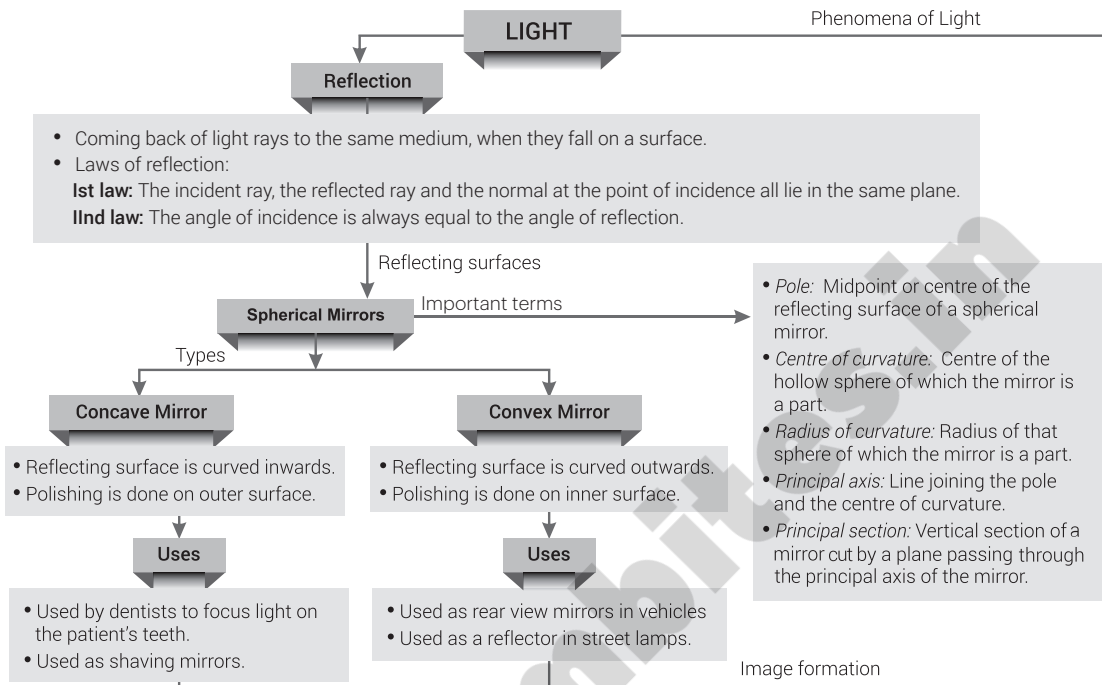 LIGHT
Phenomena of Light
Reflection
• Coming back of light rays to the same medium, when they fall on a surface.
• Laws of reflection:
Ist law: The incident ray, the reflected ray and the normal at the point of incidence all lie in the same plane.
IInd law: The angle of incidence is always equal to the angle of reflection.
Reflecting surfaces
Spherical Mirrors
Important terms
• Pole: Midpoint or centre of the
reflecting surface of a spherical
mirror.
• Centre of curvature: Centre of the
hollow sphere of which the mirror is
a part.
• Radius of curvature: Radius of that
sphere of which the mirror is a part.
• Principal axis: Line joining the pole
and the centre of curvature.
• Principal section: Vertical section of a
mirror cut by a plane passing through
the principal axis of the mirror.
Types
Concave Mirror
• Reflecting surface is curved inwards.
• Polishing is done on outer surface.
Uses
• Used by dentists to focus light on
the patient's teeth.
• Used as shaving mirrors.
Convex Mirror
• Reflecting surface is curved outwards.
• Polishing is done on inner surface.
Uses
• Used as rear view mirrors in vehicles
• Used as a reflector in street lamps.
Image formation